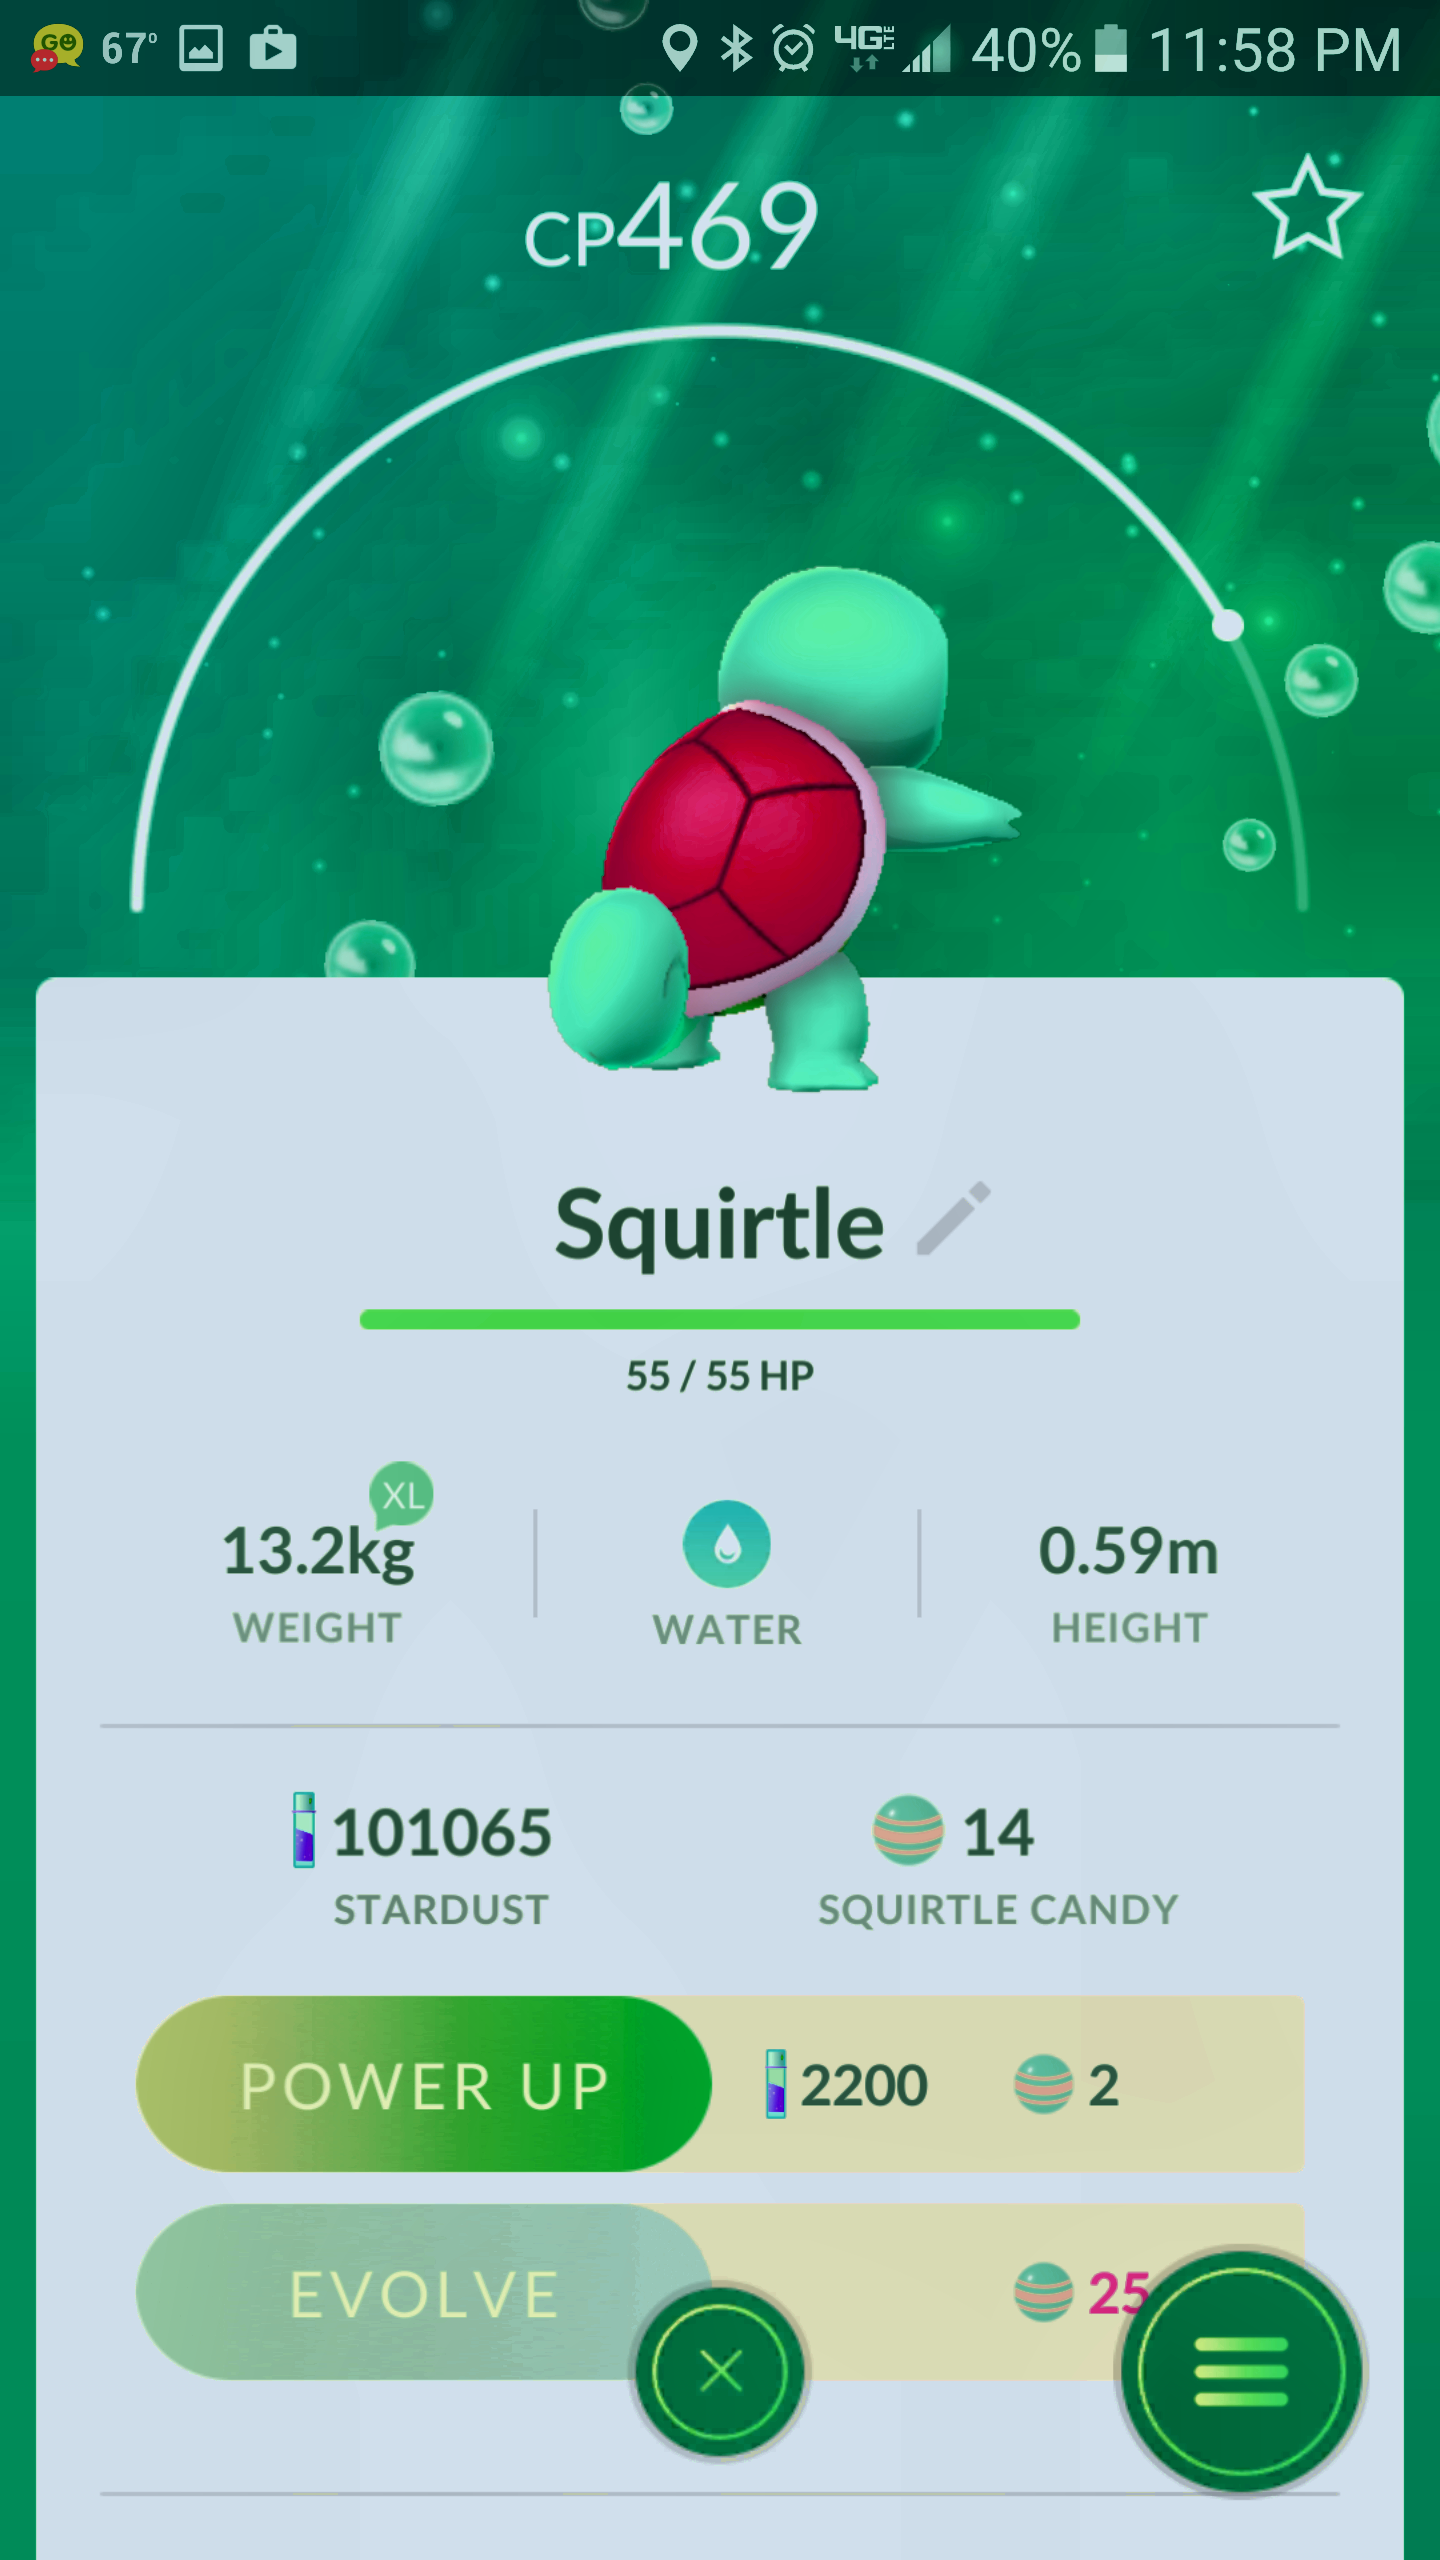 GO 67° 4G LTE 40% 11:58 PM
CP469
Squirtle
55 / 55 HP
XL
13.2kg
WEIGHT
WATER
0.59m
HEIGHT
101065
STARDUST
14
SQUIRTLE CANDY
POWER UP 2200 2
EVOLVE 25